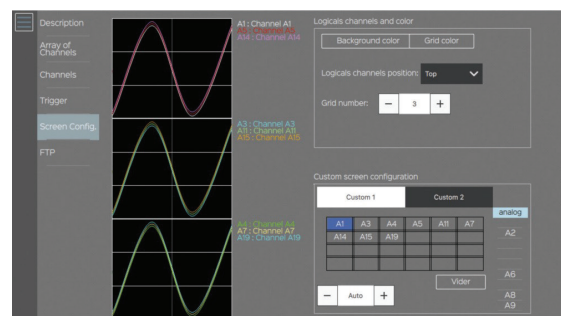 Description
Array of
Channels
Channels
Trigger
Screen Config.
FTP
A1 : Channel A1
A5 : Channel A5
A14 : Channel A14
A3 : Channel A3
A11 : Channel A11
A15 : Channel A15
A4 : Channel A4
A7 : Channel A7
A19 : Channel A19
Logicals channels and color
Background color Grid color
Logicals channels position: Top
Grid number: − 3 +
Custom screen configuration
Custom 1 Custom 2
analog
A1 A3 A4 A5 A11 A7
A14 A15 A19
A2
A6
Vider
− Auto +
A8
A9